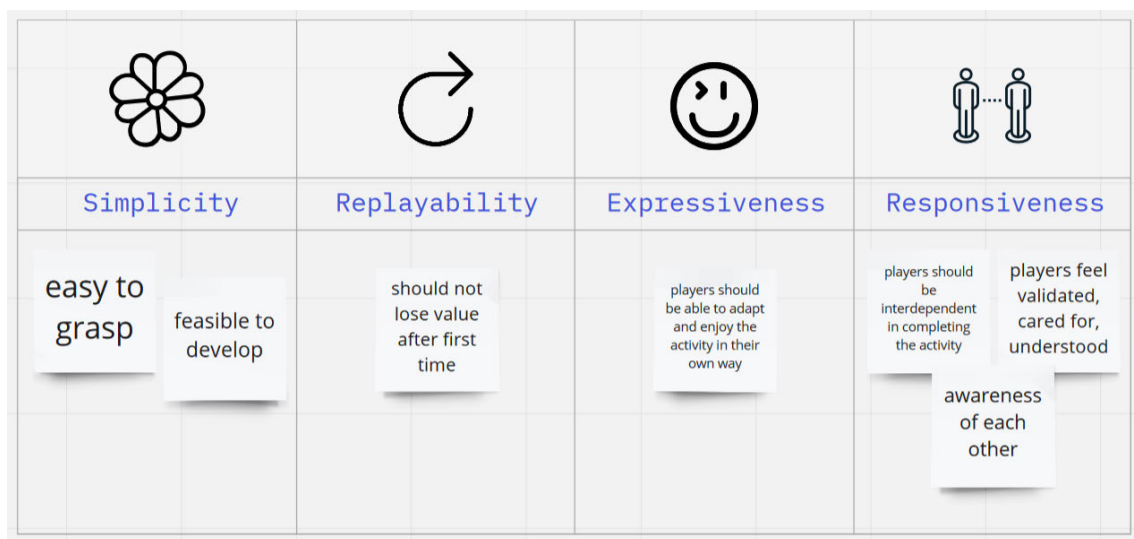 Simplicity
Replayability
Expressiveness
Responsiveness
easy to
grasp
feasible to
develop
should not
lose value
after first
time
players should
be able to adapt
and enjoy the
activity in their
own way
players should
be
interdependent
in completing
the activity
players feel
validated,
cared for,
understood
awareness
of each
other